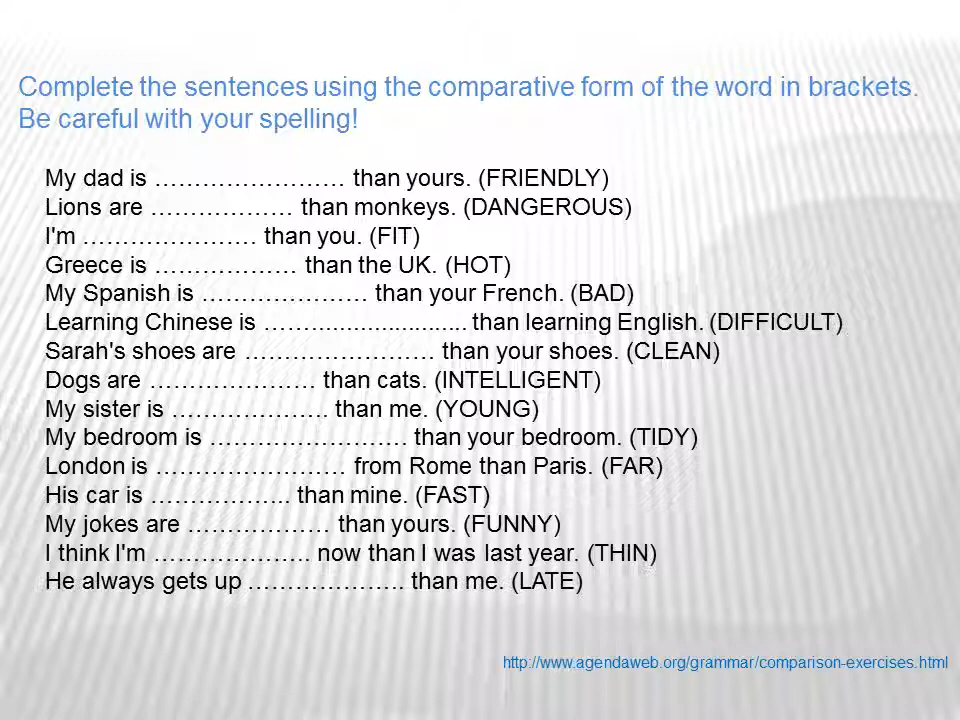 Complete the sentences using the comparative form of the word in brackets.
Be careful with your spelling!
My dad is …………………… than yours. (FRIENDLY)
Lions are ……………… than monkeys. (DANGEROUS)
I'm …………………. than you. (FIT)
Greece is ……………… than the UK. (HOT)
My Spanish is ………………… than your French. (BAD)
Learning Chinese is ……....................... than learning English. (DIFFICULT)
Sarah's shoes are …………………… than your shoes. (CLEAN)
Dogs are ………………… than cats. (INTELLIGENT)
My sister is ……………….. than me. (YOUNG)
My bedroom is ……………………. than your bedroom. (TIDY)
London is …………………… from Rome than Paris. (FAR)
His car is …………….. than mine. (FAST)
My jokes are ……………… than yours. (FUNNY)
I think I'm ……………….. now than I was last year. (THIN)
He always gets up ……………….. than me. (LATE)
http://www.agendaweb.org/grammar/comparison-exercises.html